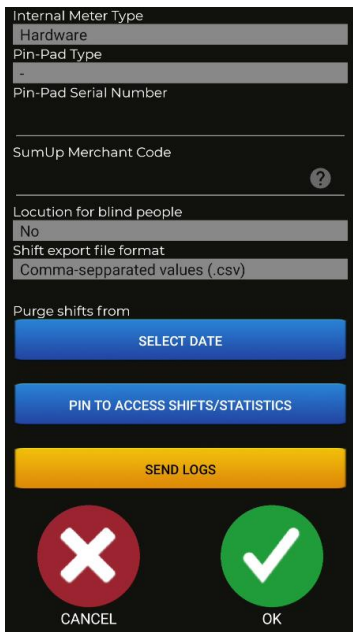 Internal Meter Type
Hardware
Pin-Pad Type
-
Pin-Pad Serial Number
SumUp Merchant Code
?
Locution for blind people
No
Shift export file format
Comma-sepparated values (.csv)
Purge shifts from
SELECT DATE
PIN TO ACCESS SHIFTS/STATISTICS
SEND LOGS
CANCEL
OK